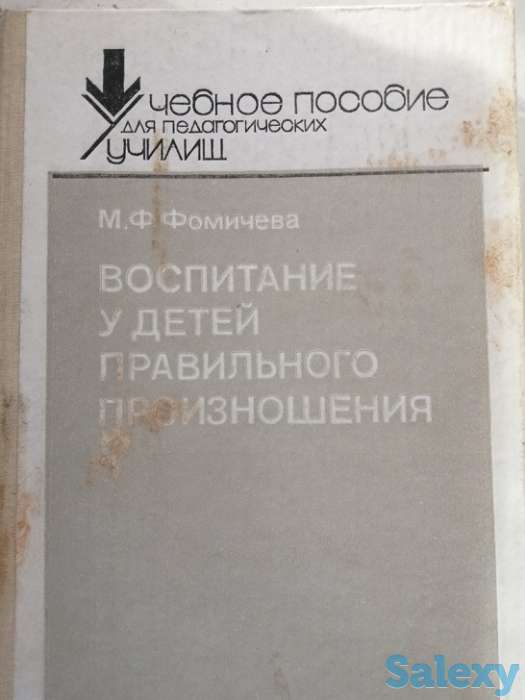 Учебное пособие
для педагогических
училищ
М.Ф.Фомичева
ВОСПИТАНИЕ
У ДЕТЕЙ
ПРАВИЛЬНОГО
ПРОИЗНОШЕНИЯ
Salexy